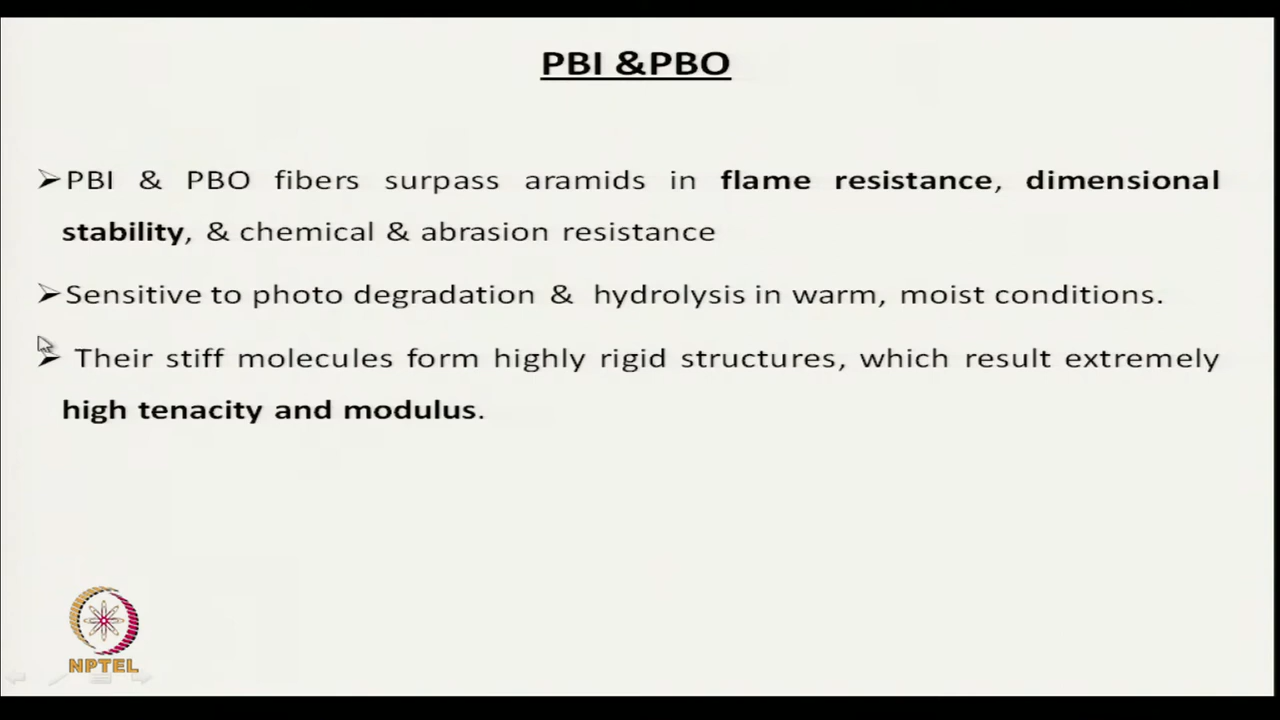 PBI &PBO
➢PBI & PBO fibers surpass aramids in flame resistance, dimensional
stability, & chemical & abrasion resistance
➢Sensitive to photo degradation & hydrolysis in warm, moist conditions.
➢ Their stiff molecules form highly rigid structures, which result extremely
high tenacity and modulus.
NPTEL